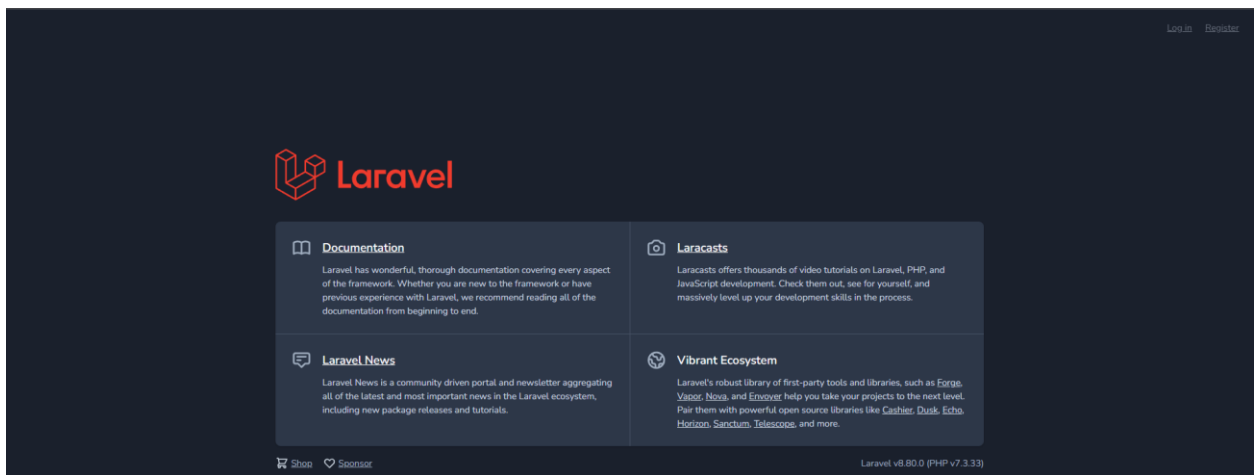 Log in Register
Laravel
Documentation
Laravel has wonderful, thorough documentation covering every aspect
of the framework. Whether you are new to the framework or have
previous experience with Laravel, we recommend reading all of the
documentation from beginning to end.
Laracasts
Laracasts offers thousands of video tutorials on Laravel, PHP, and
JavaScript development. Check them out, see for yourself, and
massively level up your development skills in the process.
Laravel News
Laravel News is a community driven portal and newsletter aggregating
all of the latest and most important news in the Laravel ecosystem,
including new package releases and tutorials.
Vibrant Ecosystem
Laravel's robust library of first-party tools and libraries, such as Forge,
Vapor, Nova, and Envoyer help you take your projects to the next level.
Pair them with powerful open source libraries like Cashier, Dusk, Echo,
Horizon, Sanctum, Telescope, and more.
Shop Sponsor
Laravel v8.80.0 (PHP v7.3.33)